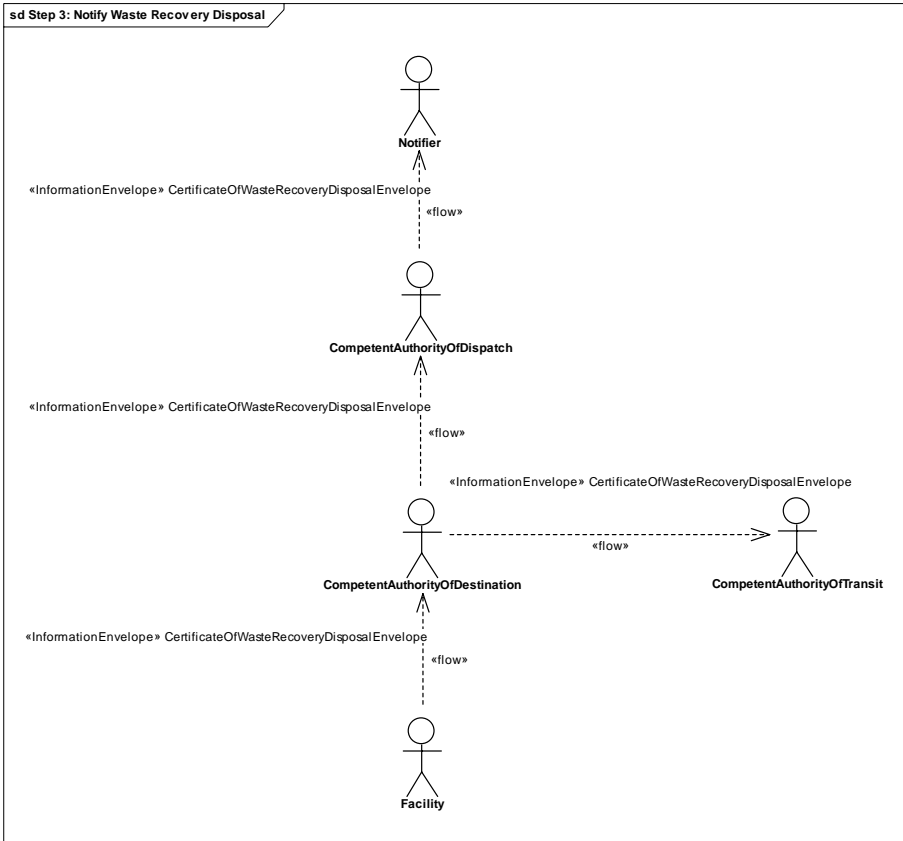 sd Step 3: Notify Waste Recovery Disposal
Notifier
«InformationEnvelope» CertificateOfWasteRecoveryDisposalEnvelope
«flow»
CompetentAuthorityOfDispatch
«InformationEnvelope» CertificateOfWasteRecoveryDisposalEnvelope
«flow»
«InformationEnvelope» CertificateOfWasteRecoveryDisposalEnvelope
«flow»
CompetentAuthorityOfDestination
CompetentAuthorityOfTransit
«InformationEnvelope» CertificateOfWasteRecoveryDisposalEnvelope
«flow»
Facility